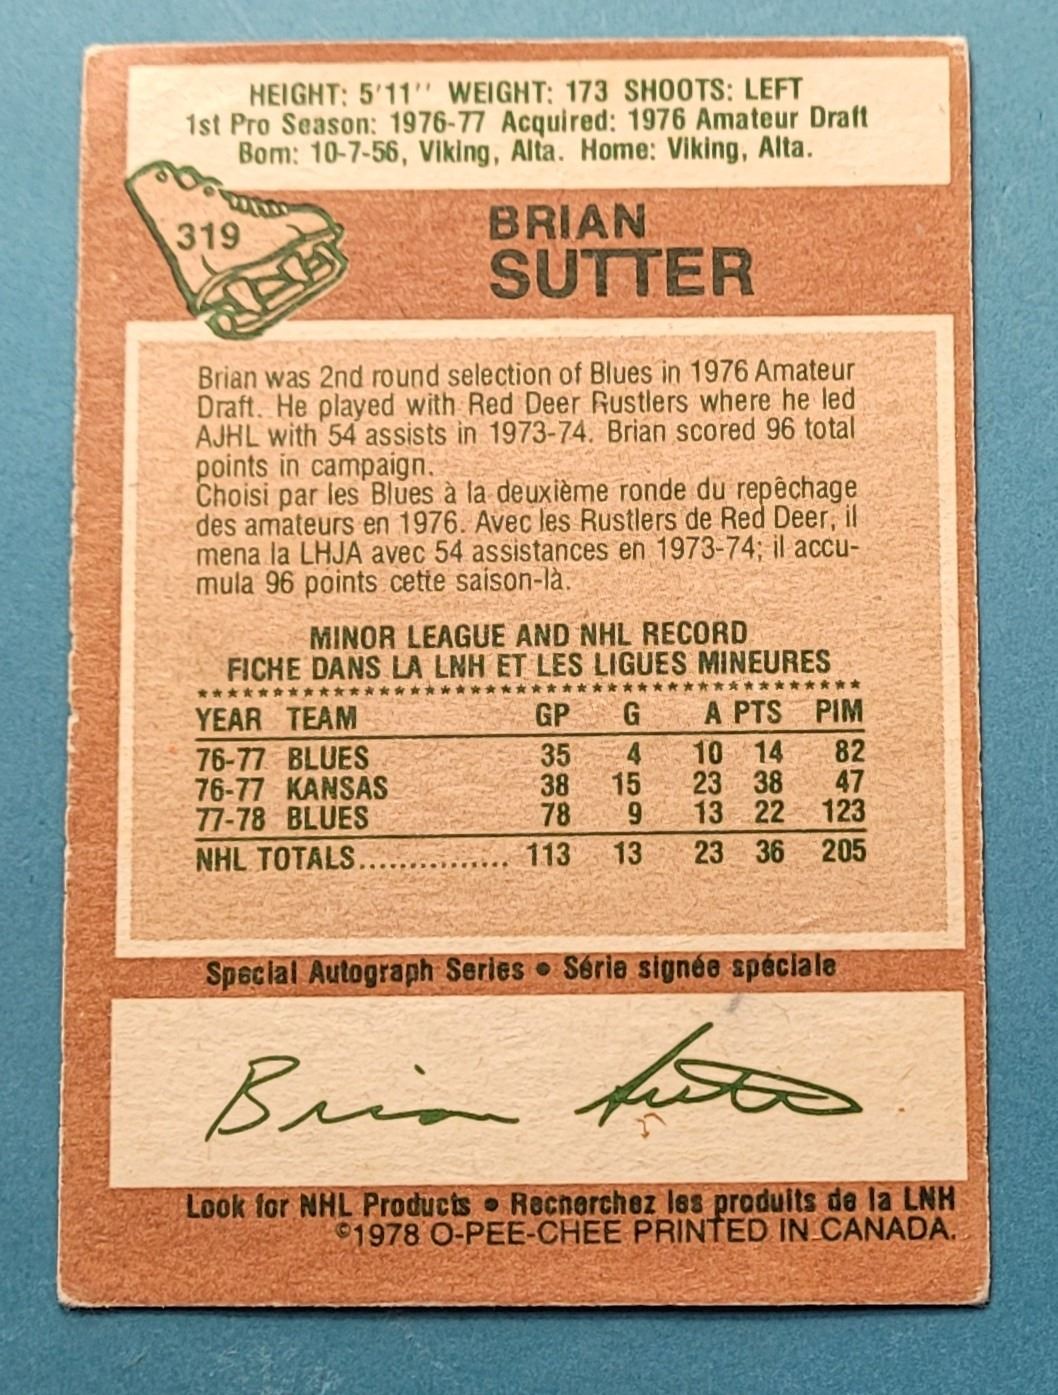 HEIGHT: 5'11'' WEIGHT: 173 SHOOTS: LEFT
1st Pro Season: 1976-77 Acquired: 1976 Amateur Draft
Born: 10-7-56, Viking, Alta. Home: Viking, Alta.
319
BRIAN
SUTTER
Brian was 2nd round selection of Blues in 1976 Amateur
Draft. He played with Red Deer Rustlers where he led
AJHL with 54 assists in 1973-74. Brian scored 96 total
points in campaign.
Choisi par les Blues à la deuxième ronde du repêchage
des amateurs en 1976. Avec les Rustlers de Red Deer, il
mena la LHJA avec 54 assistances en 1973-74; il accu-
mula 96 points cette saison-là.
MINOR LEAGUE AND NHL RECORD
FICHE DANS LA LNH ET LES LIGUES MINEURES
YEAR TEAM GP G A PTS PIM
76-77 BLUES 35 4 10 14 82
76-77 KANSAS 38 15 23 38 47
77-78 BLUES 78 9 13 22 123
NHL TOTALS............... 113 13 23 36 205
Special Autograph Series • Série signée spéciale
Brian Sutter
Look for NHL Products • Recherchez les produits de la LNH
©1978 O-PEE-CHEE PRINTED IN CANADA.